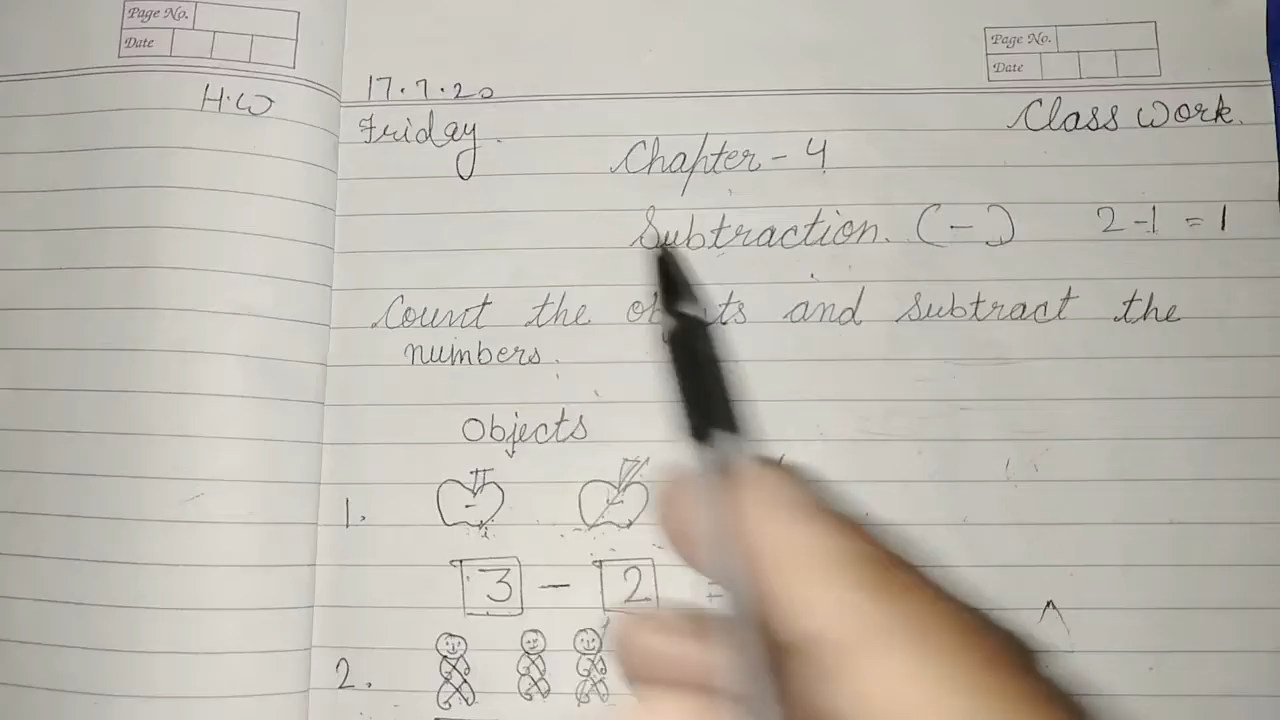 Page No.
Date
Page No.
Date
H.W
17.7.20
Friday.
Class Work.
Chapter - 4
Subtraction. (-) 2 - 1 = 1
Count the and subtract the
numbers.
Objects
1.
3 - 2 =
2.